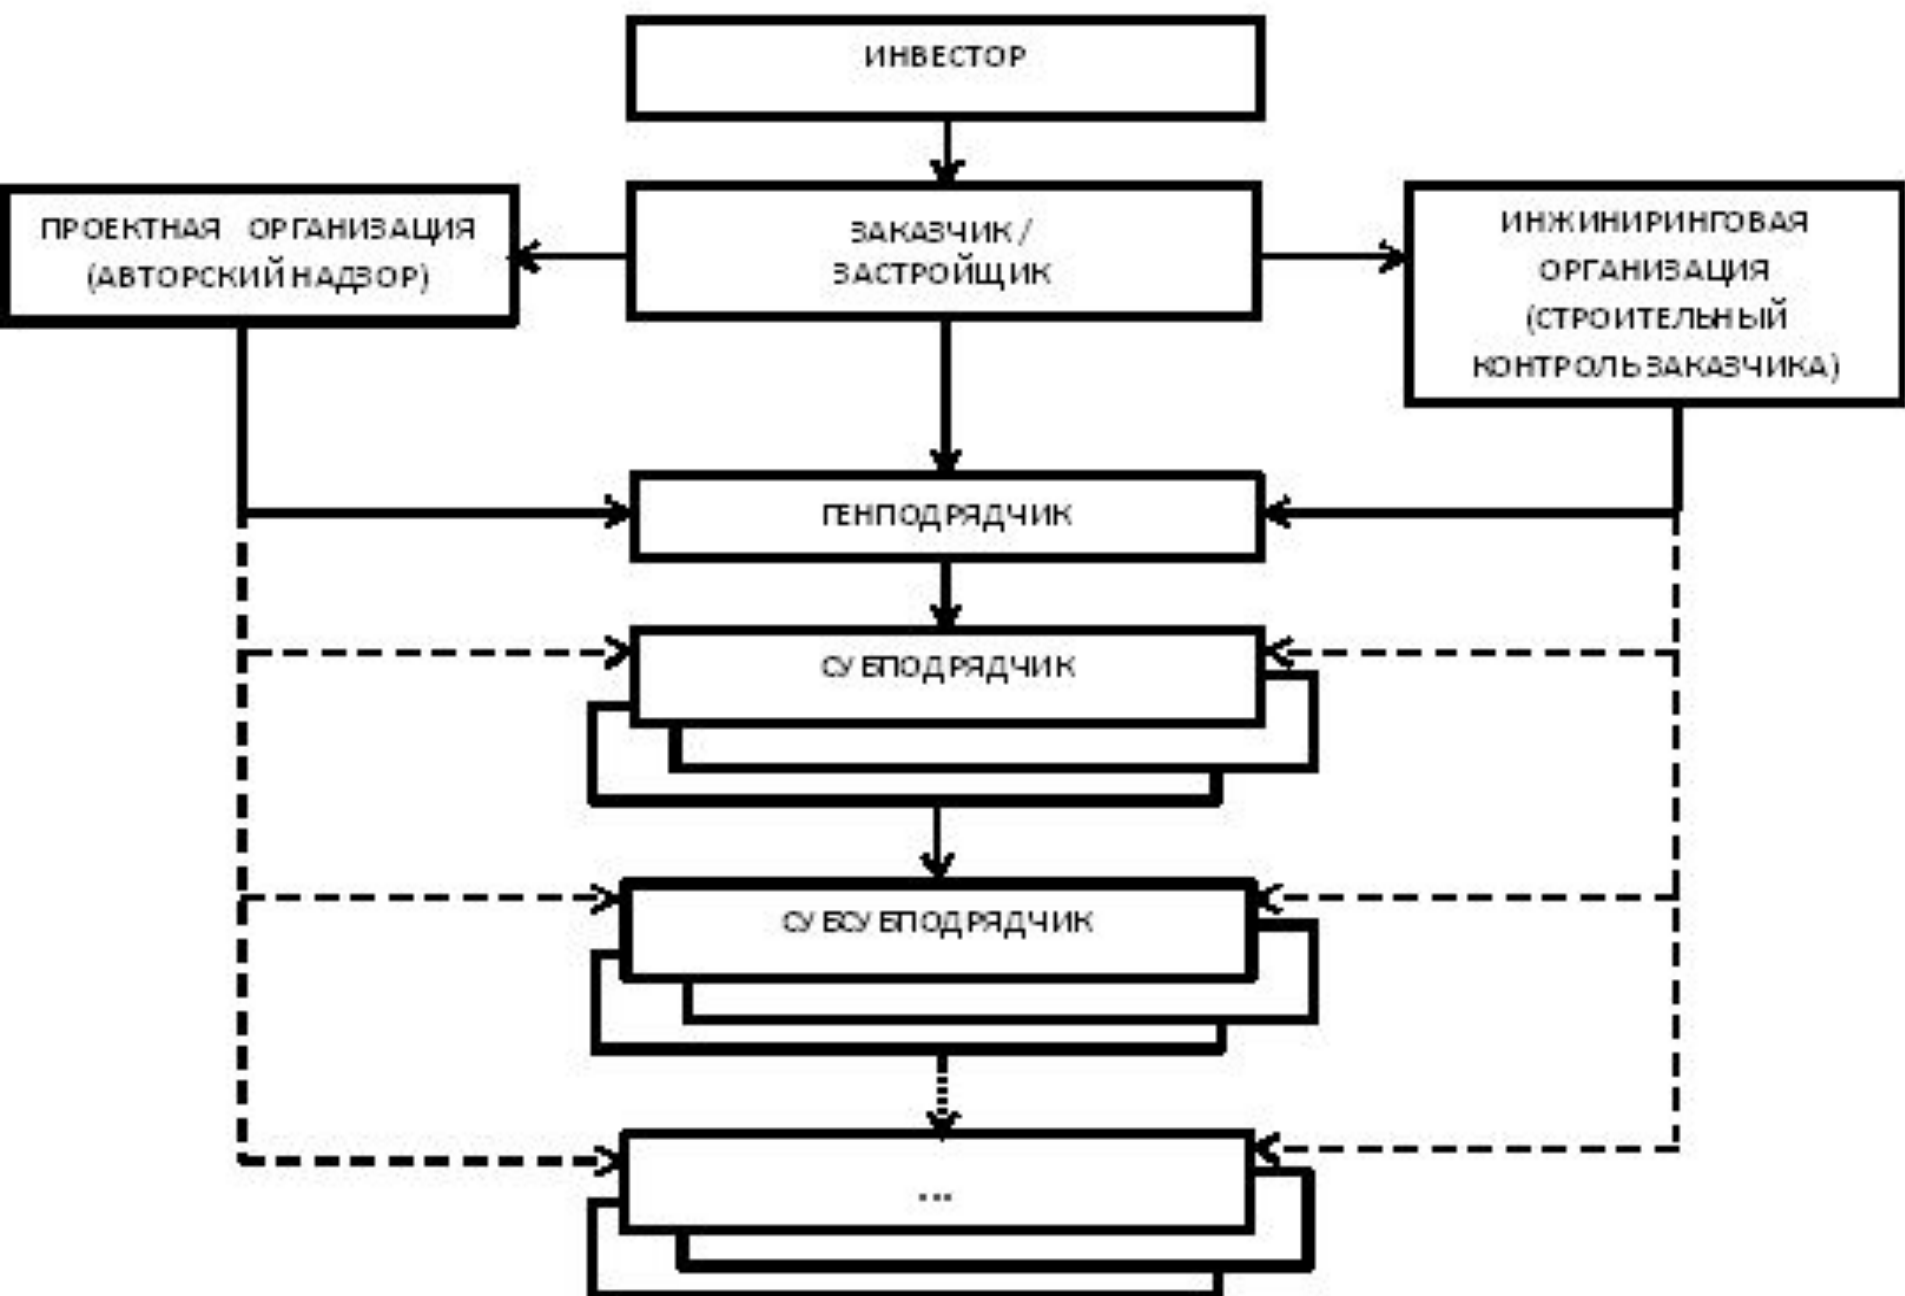 ИНВЕСТОР
ПРОЕКТНАЯ ОРГАНИЗАЦИЯ
(АВТОРСКИЙ НАДЗОР)
ЗАКАЗЧИК /
ЗАСТРОЙЩИК
ИНЖИНИРИНГОВАЯ
ОРГАНИЗАЦИЯ
(СТРОИТЕЛЬНЫЙ
КОНТРОЛЬ ЗАКАЗЧИКА)
ГЕНПОДРЯДЧИК
СУБПОДРЯДЧИК
СУБСУБПОДРЯДЧИК
...